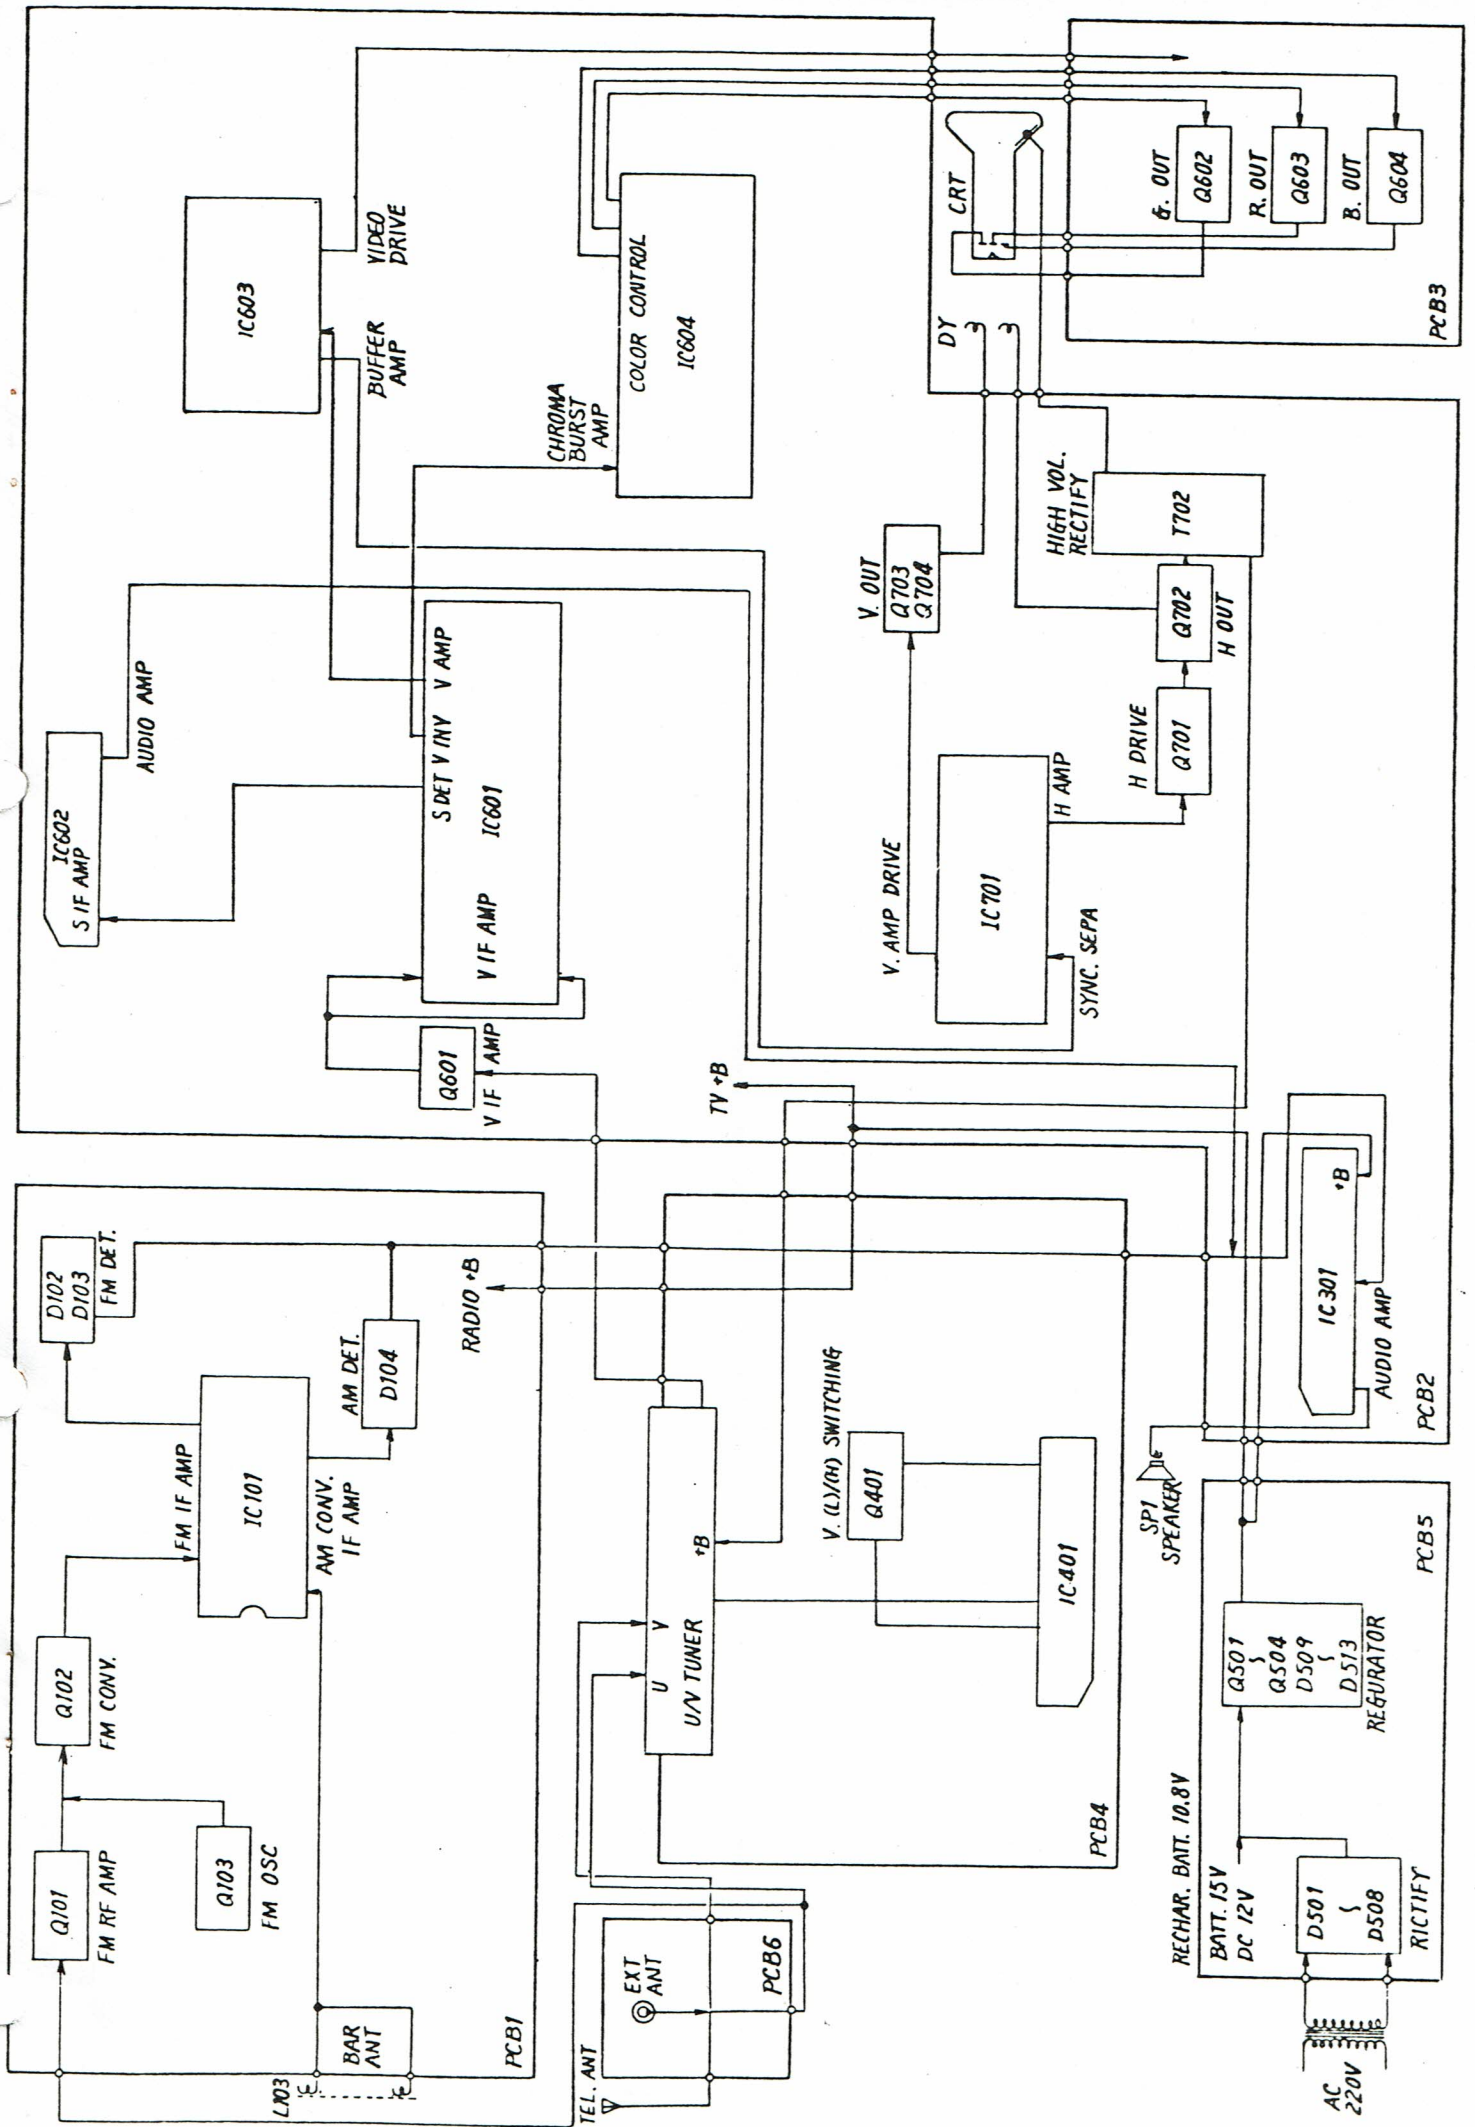 Q101
FM RF AMP
Q103
FM OSC
Q102
FM CONV.
FM IF AMP
IC101
AM CONV.
IF AMP
D102
D103
FM DET.
AM DET.
D104
RADIO +B
L103
BAR
ANT
PCB1
IC602
S IF AMP
AUDIO AMP
Q601
V IF AMP
V IF AMP
IC601
S DET
V INV
V AMP
IC603
BUFFER
AMP
VIDEO
DRIVE
CHROMA
BURST
AMP
COLOR CONTROL
IC604
TEL. ANT
EXT
ANT
PCB6
U
V
U/V TUNER
+B
V. (L)/(H) SWITCHING
Q401
IC401
PCB4
TV +B
V. AMP DRIVE
IC701
SYNC. SEPA
H AMP
V. OUT
Q703
Q704
H DRIVE
Q701
Q702
H OUT
HIGH VOL.
RECTIFY
T702
DY
CRT
G. OUT
Q602
R. OUT
Q603
B. OUT
Q604
PCB3
AC
220V
RECHAR. BATT. 10.8V
BATT. 15V
DC 12V
D501
⌇
D508
RICTIFY
Q501
⌇
Q504
D509
⌇
D513
REGURATOR
PCB5
SP1
SPEAKER
IC301
+B
AUDIO AMP
PCB2